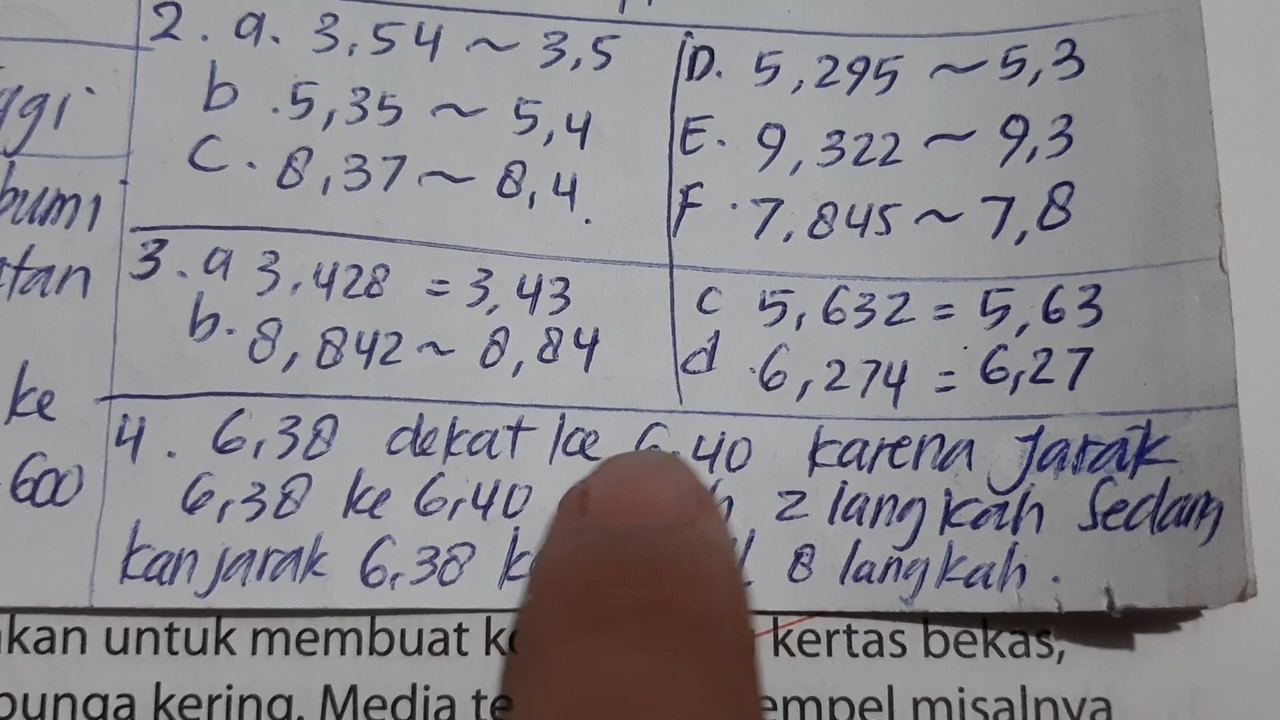 2. a. 3,54 ~ 3,5
b. 5,35 ~ 5,4
C. 8,37 ~ 8,4.
D. 5,295 ~ 5,3
E. 9,322 ~ 9,3
F. 7,845 ~ 7,8
3. a 3,428 = 3,43
b. 8,842 ~ 8,84
c 5,632 = 5,63
d. 6,274 = 6,27
4. 6,38 dekat ke 6,40 karena Jarak
6,38 ke 6,40 2 langkah Sedang
kan jarak 6,38 8 langkah.
ggi
bumi
tan
ke
600
kan untuk membuat kertas bekas,
bunga kering. Media empel misalnya